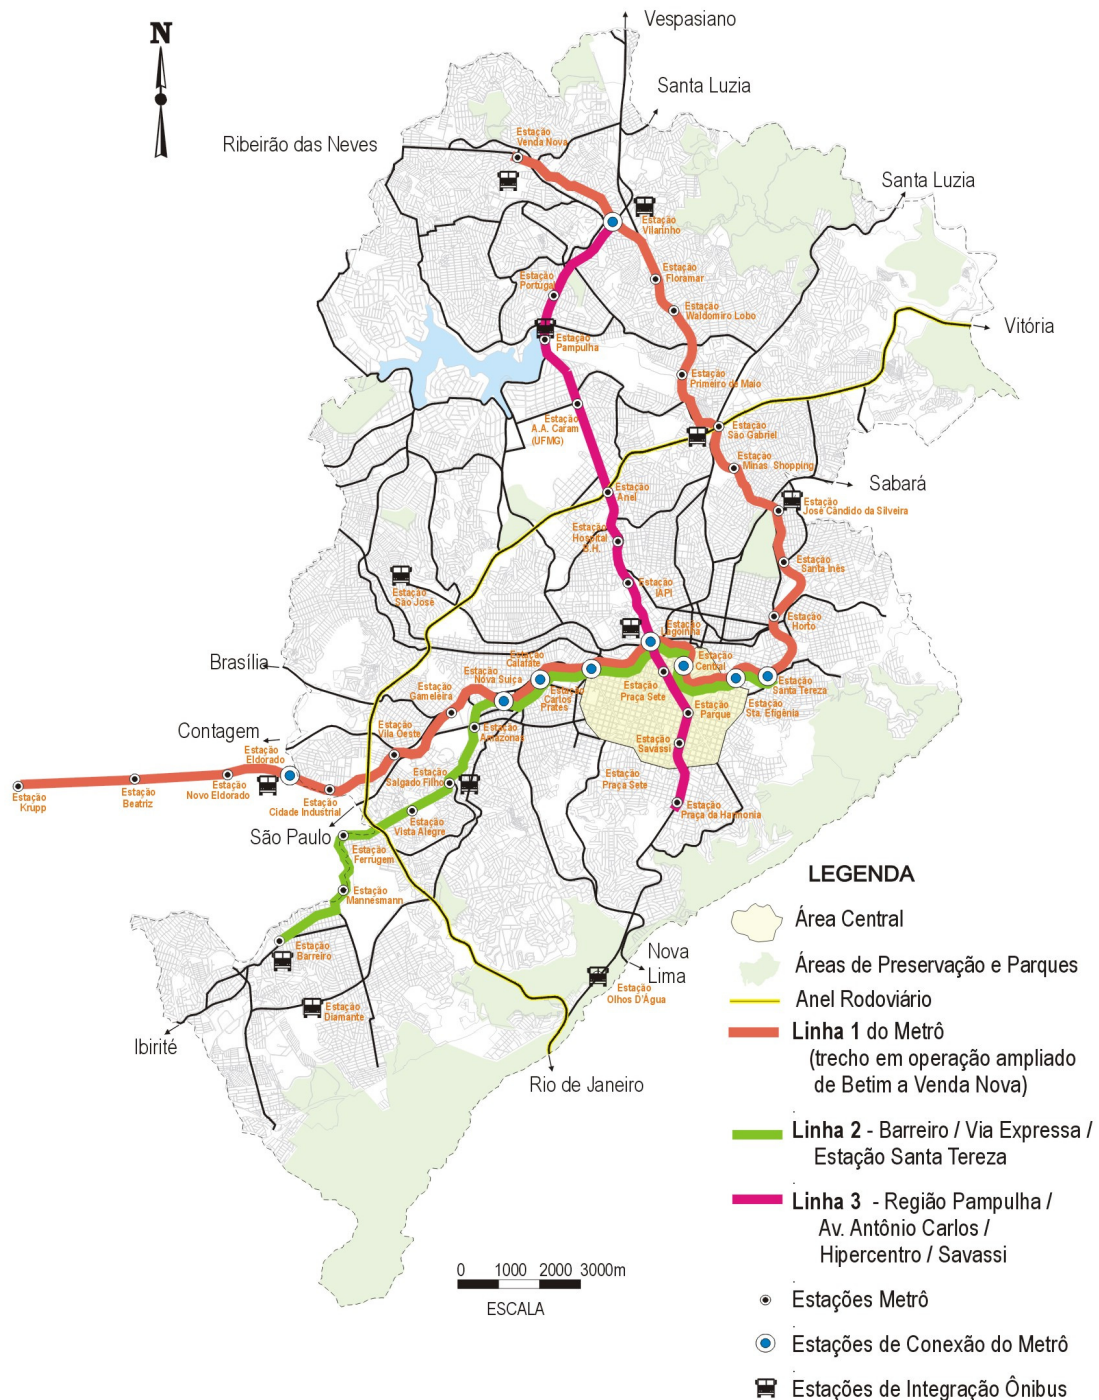 Vespasiano
N
Santa Luzia
Estação
Venda Nova
Ribeirão das Neves
Santa Luzia
Estação
Vilarinho
Estação
Floramar
Estação
Portugal
Estação
Waldomiro Lobo
Vitória
Estação
Pampulha
Estação
Primeiro de Maio
Estação
A.A. Caram
(UFMG)
Estação
São Gabriel
Estação
Minas Shopping
Sabará
Estação
Anel
Estação
José Cândido da Silveira
Estação
Hospital
B.H.
Estação
Santa Inês
Estação
São José
Estação
IAPI
Estação
Horto
Estação
Lagoinha
Brasília
Estação
Calafate
Estação
Central
Estação
Nova Suiça
Estação
Gameleira
Estação
Carlos
Prates
Estação
Praça Sete
Estação
Santa Tereza
Estação
Sta. Efigênia
Estação
Parque
Contagem
Estação
Vila Oeste
Estação
Amazonas
Estação
Savassi
Estação
Eldorado
Estação
Salgado Filho
Estação
Praça Sete
Estação
Krupp
Estação
Beatriz
Estação
Novo Eldorado
Estação
Cidade Industrial
Estação
Praça da Harmonia
Estação
Vista Alegre
São Paulo
Estação
Ferrugem
Estação
Mannesmann
Estação
Barreiro
Nova
Lima
Estação
Olhos D'Água
Estação
Diamante
Ibirité
Rio de Janeiro
LEGENDA
Área Central
Áreas de Preservação e Parques
Anel Rodoviário
Linha 1 do Metrô
(trecho em operação ampliado
de Betim a Venda Nova)
Linha 2 - Barreiro / Via Expressa /
Estação Santa Tereza
Linha 3 - Região Pampulha /
Av. Antônio Carlos /
Hipercentro / Savassi
Estações Metrô
Estações de Conexão do Metrô
Estações de Integração Ônibus
0 1000 2000 3000m
ESCALA